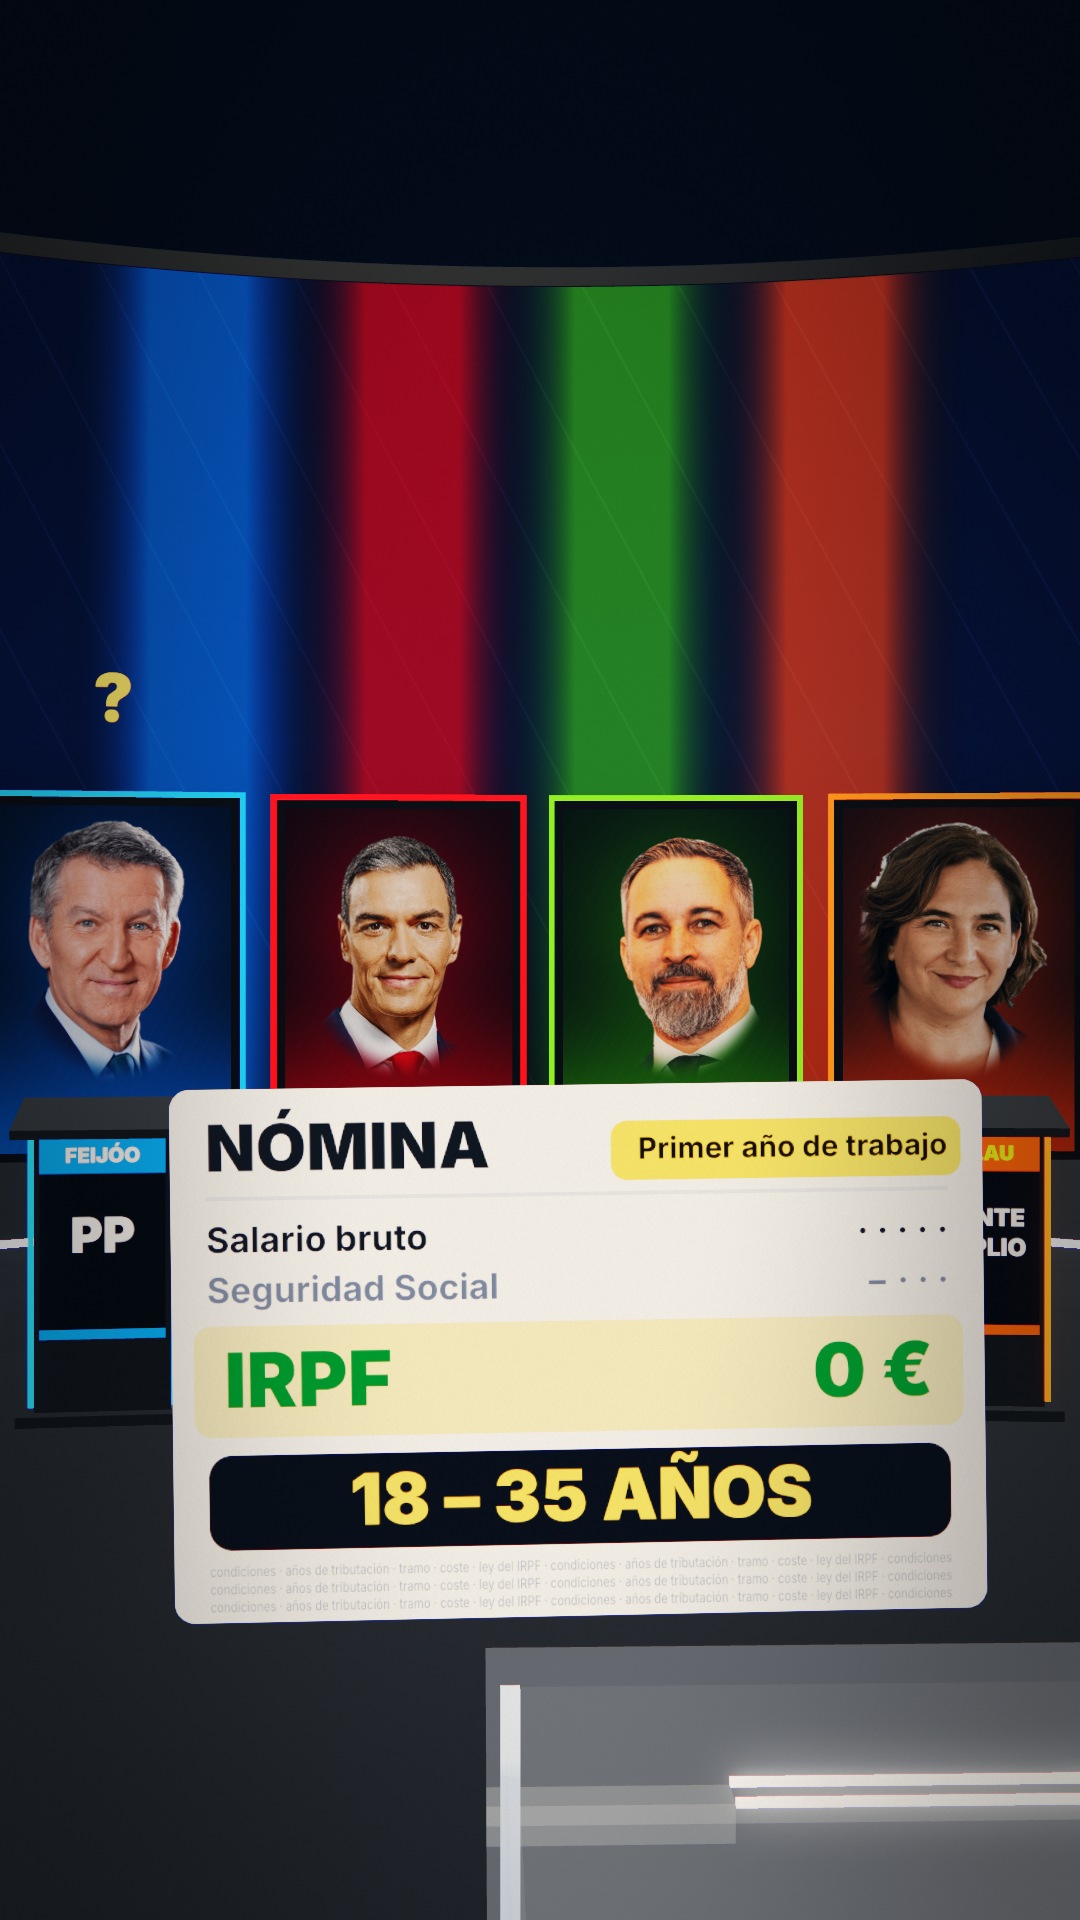 ?
FEIJÓO
PP
LAU
NTE
PLIO
NÓMINA
Primer año de trabajo
Salario bruto
· · · · ·
Seguridad Social
– · · ·
IRPF
0 €
18 – 35 AÑOS
condiciones · años de tributación · tramo · coste · ley del IRPF · condiciones · años de tributación · tramo · coste · ley del IRPF · condiciones
condiciones · años de tributación · tramo · coste · ley del IRPF · condiciones · años de tributación · tramo · coste · ley del IRPF · condiciones
condiciones · años de tributación · tramo · coste · ley del IRPF · condiciones · años de tributación · tramo · coste · ley del IRPF · condiciones